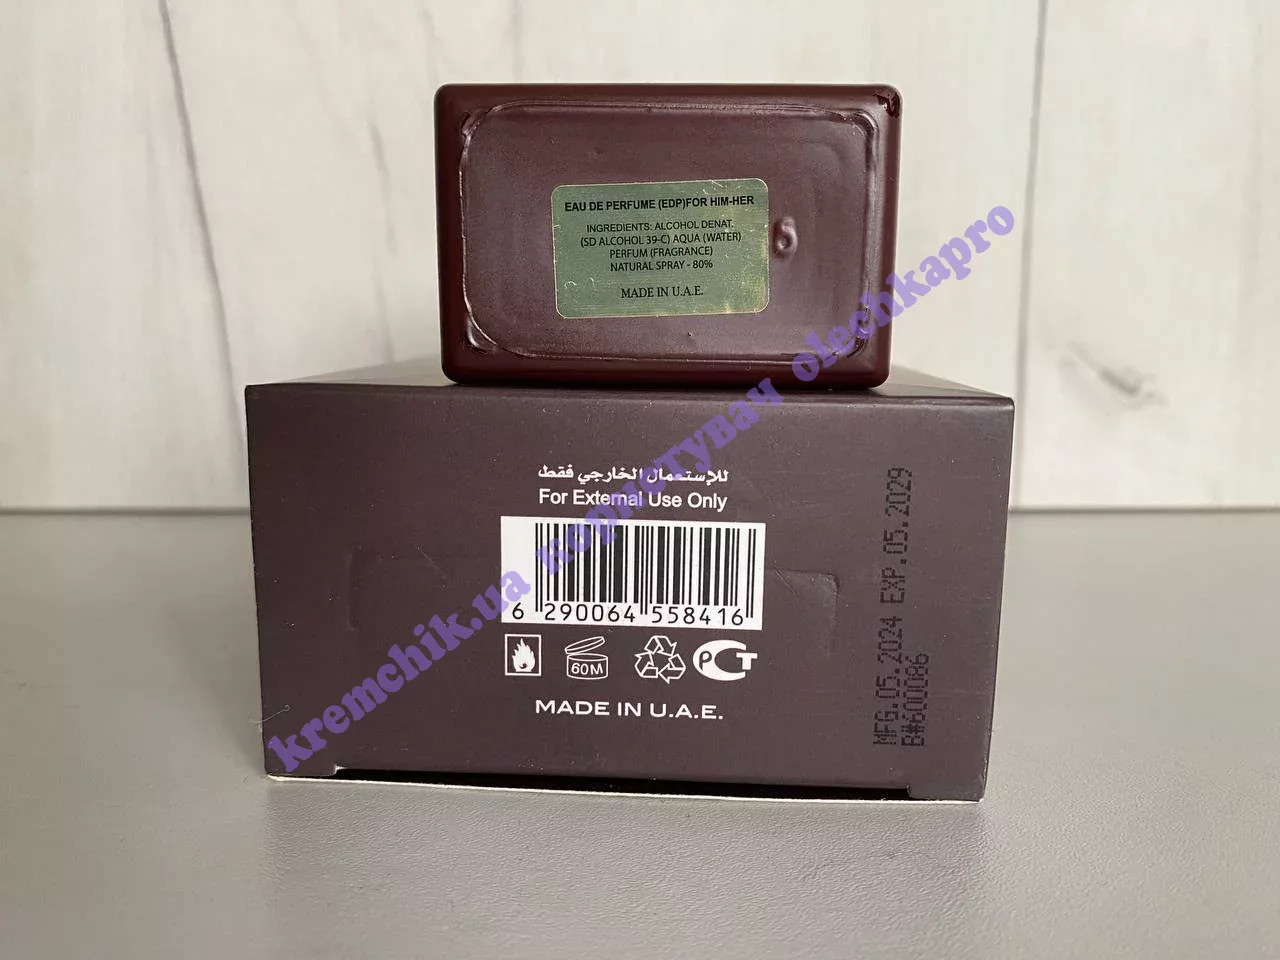 EAU DE PERFUME (EDP)FOR HIM-HER
INGREDIENTS: ALCOHOL DENAT.
(SD ALCOHOL 39-C) AQUA (WATER)
PERFUM (FRAGRANCE)
NATURAL SPRAY - 80%
MADE IN U.A.E.
للإستعمال الخارجي فقط
For External Use Only
6 290064 558416
60M
PCT
MADE IN U.A.E.
MFG.05.2024 EXP.05.2029
B#600086
kremchik.ua користувач olechkapro